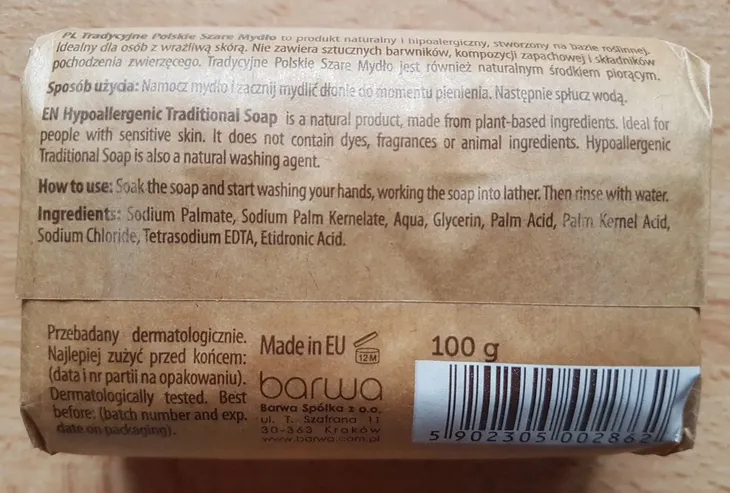 PL Tradycyjne Polskie Szare Mydło to produkt naturalny i hipoalergiczny, stworzony na bazie roślinnej.
Idealny dla osób z wrażliwą skórą. Nie zawiera sztucznych barwników, kompozycji zapachowej i składników
pochodzenia zwierzęcego. Tradycyjne Polskie Szare Mydło jest również naturalnym środkiem piorącym.
Sposób użycia: Namocz mydło i zacznij mydlić dłonie do momentu pienienia. Następnie spłucz wodą.
EN Hypoallergenic Traditional Soap is a natural product, made from plant-based ingredients. Ideal for
people with sensitive skin. It does not contain dyes, fragrances or animal ingredients. Hypoallergenic
Traditional Soap is also a natural washing agent.
How to use: Soak the soap and start washing your hands, working the soap into lather. Then rinse with water.
Ingredients: Sodium Palmate, Sodium Palm Kernelate, Aqua, Glycerin, Palm Acid, Palm Kernel Acid,
Sodium Chloride, Tetrasodium EDTA, Etidronic Acid.
Przebadany dermatologicznie.
Najlepiej zużyć przed końcem:
(data i nr partii na opakowaniu).
Dermatologically tested. Best
before: (batch number and exp.
date on packaging).
Made in EU
12M
barwa
Barwa Spółka z o.o.
ul. T. Szafrana 11
30-363 Kraków
www.barwa.com.pl
100 g
5 902305 002862